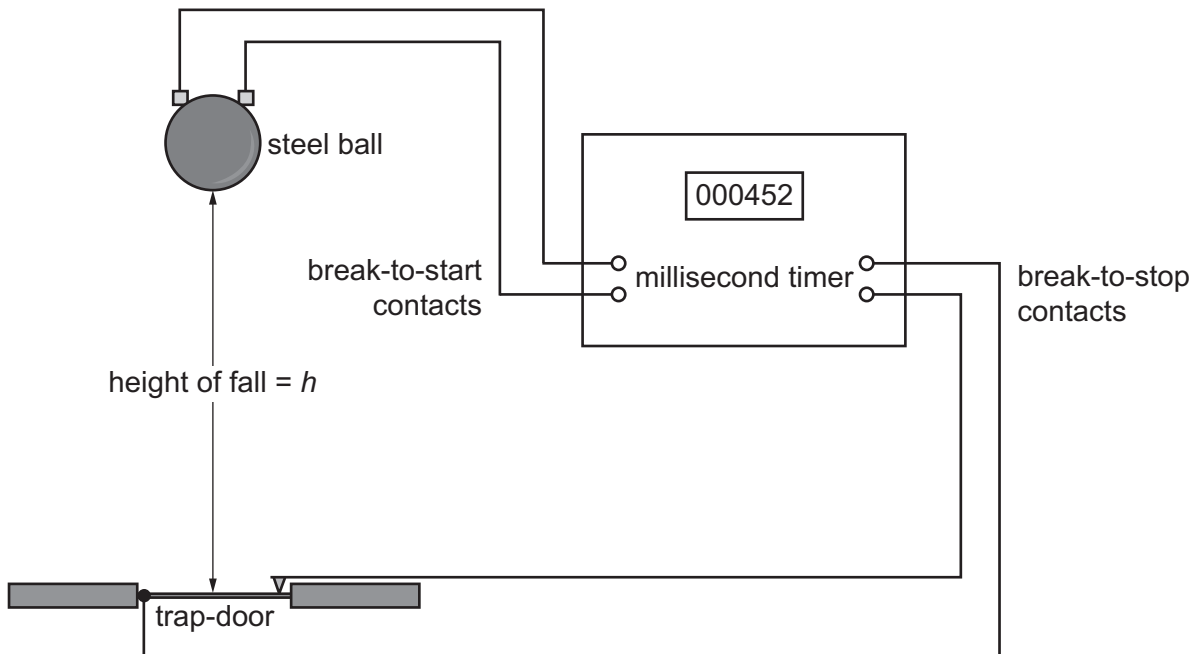 steel ball
000452
break-to-start
contacts
millisecond timer
break-to-stop
contacts
height of fall = h
trap-door